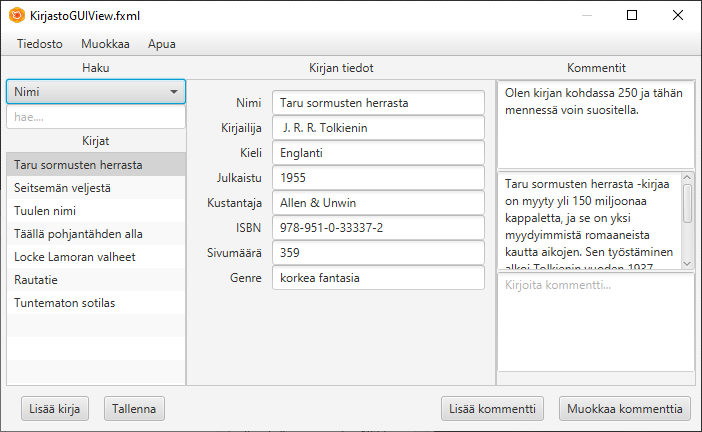 KirjastoGUIView.fxml
Tiedosto Muokkaa Apua
Haku
Nimi
hae....
Kirjat
Taru sormusten herrasta
Seitsemän veljestä
Tuulen nimi
Täällä pohjantähden alla
Locke Lamoran valheet
Rautatie
Tuntematon sotilas
Kirjan tiedot
Nimi Taru sormusten herrasta
Kirjailija J. R. R. Tolkienin
Kieli Englanti
Julkaistu 1955
Kustantaja Allen & Unwin
ISBN 978-951-0-33337-2
Sivumäärä 359
Genre korkea fantasia
Kommentit
Olen kirjan kohdassa 250 ja tähän
mennessä voin suositella.
Taru sormusten herrasta -kirjaa
on myyty yli 150 miljoonaa
kappaletta, ja se on yksi
myydyimmistä romaaneista
kautta aikojen. Sen työstäminen
alkoi Tolkienin vuoden 1937
Kirjoita kommentti...
Lisää kirja Tallenna Lisää kommentti Muokkaa kommenttia